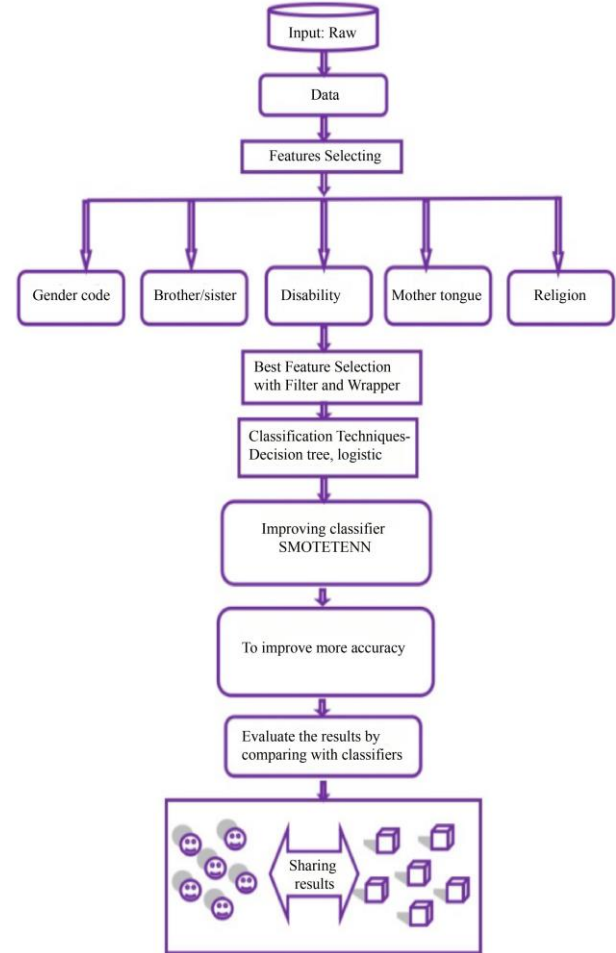 Input: Raw
Data
Features Selecting
Gender code
Brother/sister
Disability
Mother tongue
Religion
Best Feature Selection
with Filter and Wrapper
Classification Techniques-
Decision tree, logistic
Improving classifier
SMOTETENN
To improve more accuracy
Evaluate the results by
comparing with classifiers
Sharing
results